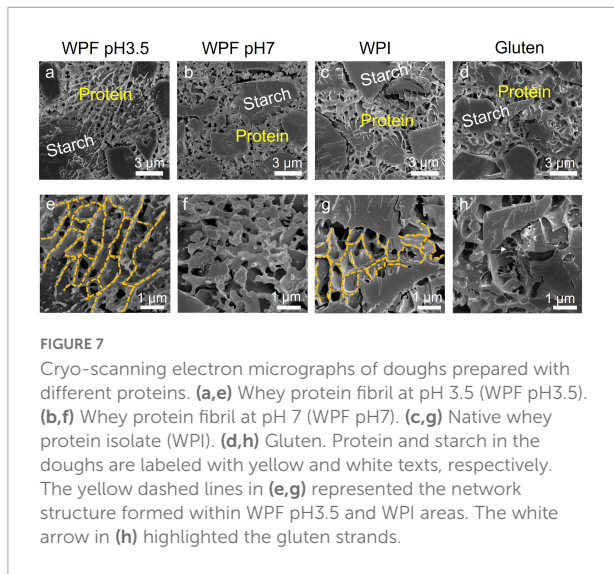 WPF pH3.5 WPF pH7 WPI Gluten
a b c d
Protein Starch Protein
Starch Protein Starch
Starch Protein
3 µm 3 µm 3 µm 3 µm
e f g h
1 µm 1 µm 1 µm 1 µm
FIGURE 7
Cryo-scanning electron micrographs of doughs prepared with
different proteins. (a,e) Whey protein fibril at pH 3.5 (WPF pH3.5).
(b,f) Whey protein fibril at pH 7 (WPF pH7). (c,g) Native whey
protein isolate (WPI). (d,h) Gluten. Protein and starch in the
doughs are labeled with yellow and white texts, respectively.
The yellow dashed lines in (e,g) represented the network
structure formed within WPF pH3.5 and WPI areas. The white
arrow in (h) highlighted the gluten strands.